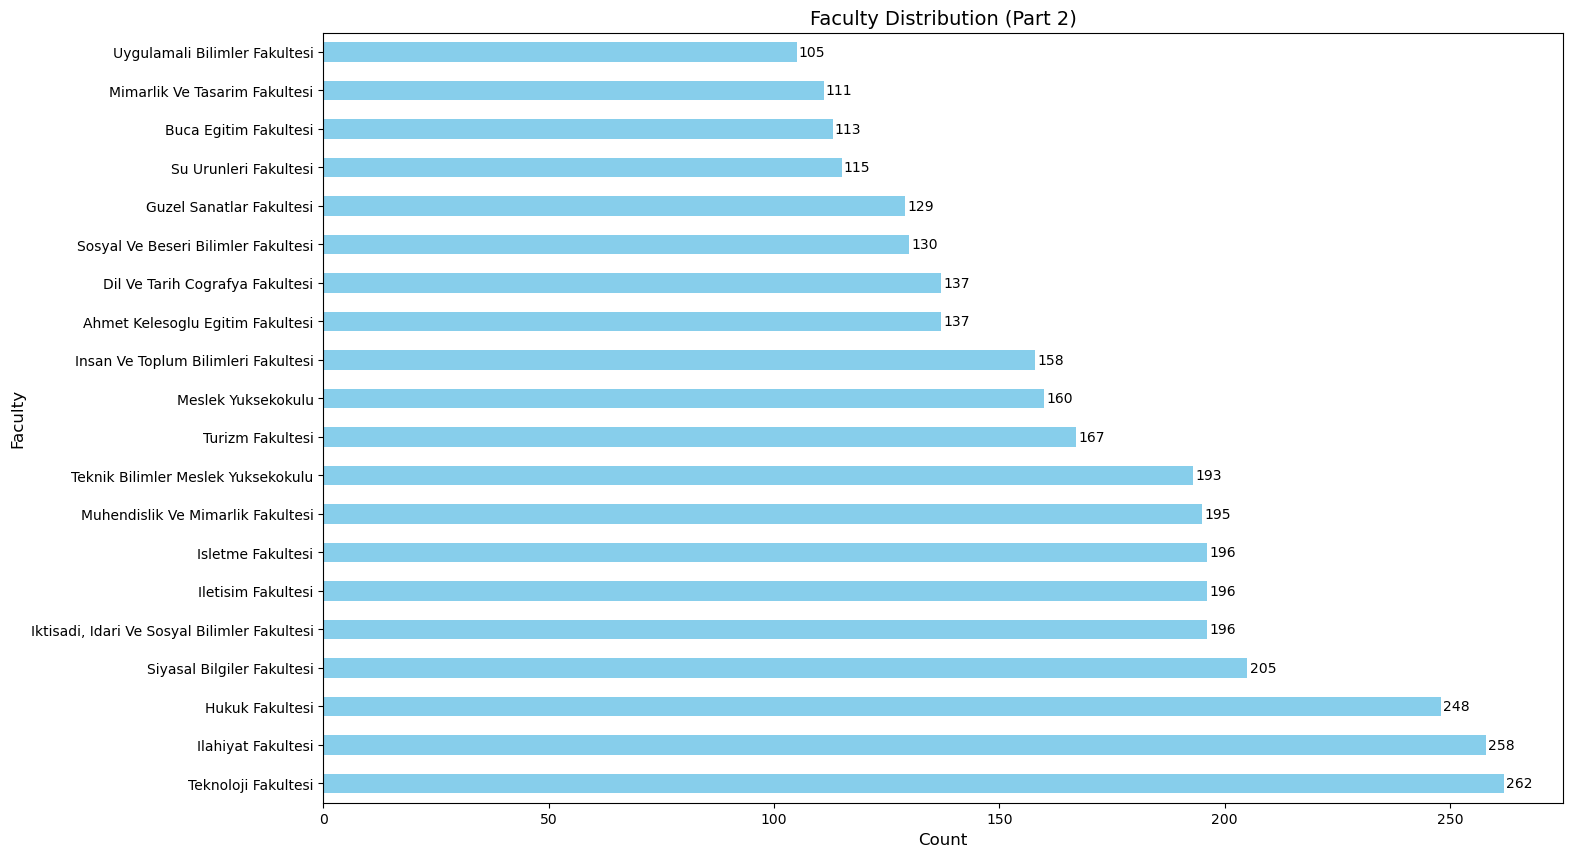 Faculty Distribution (Part 2)
Uygulamali Bilimler Fakultesi 105
Mimarlik Ve Tasarim Fakultesi 111
Buca Egitim Fakultesi 113
Su Urunleri Fakultesi 115
Guzel Sanatlar Fakultesi 129
Sosyal Ve Beseri Bilimler Fakultesi 130
Dil Ve Tarih Cografya Fakultesi 137
Ahmet Kelesoglu Egitim Fakultesi 137
Insan Ve Toplum Bilimleri Fakultesi 158
Meslek Yuksekokulu 160
Turizm Fakultesi 167
Teknik Bilimler Meslek Yuksekokulu 193
Muhendislik Ve Mimarlik Fakultesi 195
Isletme Fakultesi 196
Iletisim Fakultesi 196
Iktisadi, Idari Ve Sosyal Bilimler Fakultesi 196
Siyasal Bilgiler Fakultesi 205
Hukuk Fakultesi 248
Ilahiyat Fakultesi 258
Teknoloji Fakultesi 262
0 50 100 150 200 250
Count
Faculty